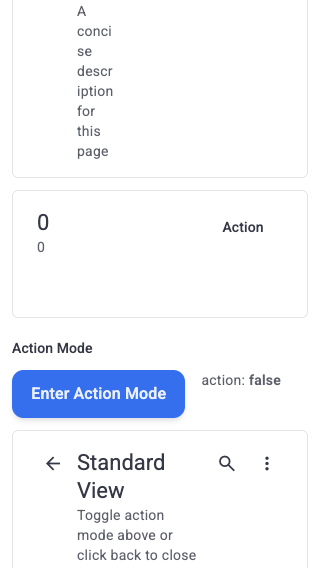 A
conci
se
descr
iption
for
this
page
0
0
Action
Action Mode
Enter Action Mode
action: false
Standard
View
Toggle action
mode above or
click back to close